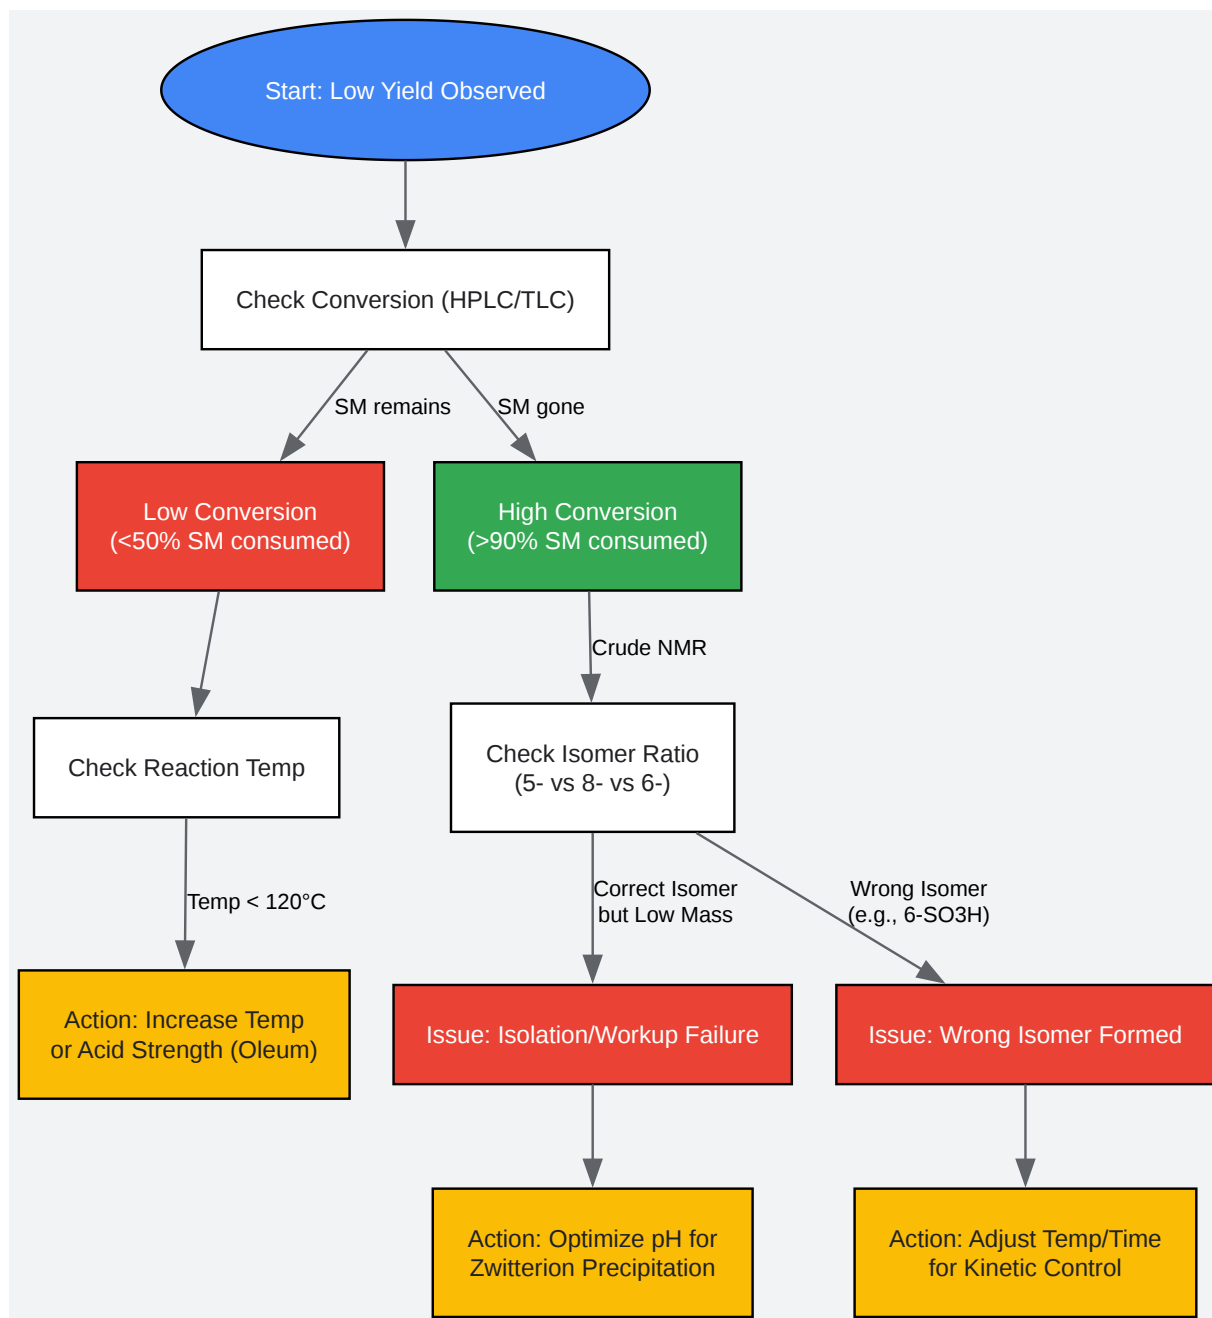 Start: Low Yield Observed
Check Conversion (HPLC/TLC)
SM remains
SM gone
Low Conversion
(<50% SM consumed)
High Conversion
(>90% SM consumed)
Crude NMR
Check Reaction Temp
Check Isomer Ratio
(5- vs 8- vs 6-)
Temp < 120°C
Correct Isomer
but Low Mass
Wrong Isomer
(e.g., 6-SO3H)
Action: Increase Temp
or Acid Strength (Oleum)
Issue: Isolation/Workup Failure
Issue: Wrong Isomer Formed
Action: Optimize pH for
Zwitterion Precipitation
Action: Adjust Temp/Time
for Kinetic Control